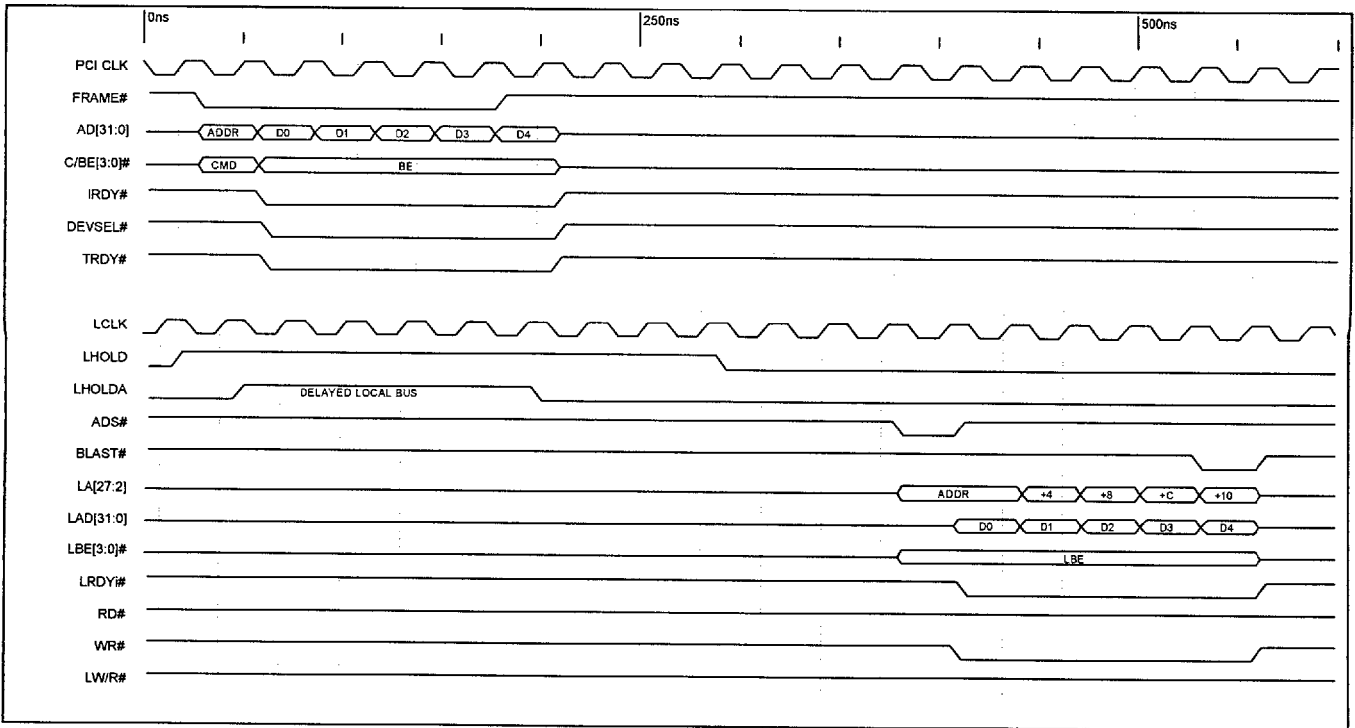 0ns 250ns 500ns
PCI CLK
FRAME#
AD[31:0] ADDR D0 D1 D2 D3 D4
C/BE[3:0]# CMD BE
IRDY#
DEVSEL#
TRDY#
LCLK
LHOLD
LHOLDA DELAYED LOCAL BUS
ADS#
BLAST#
LA[27:2] ADDR +4 +8 +C +10
LAD[31:0] D0 D1 D2 D3 D4
LBE[3:0]# LBE
LRDYi#
RD#
WR#
LW/R#